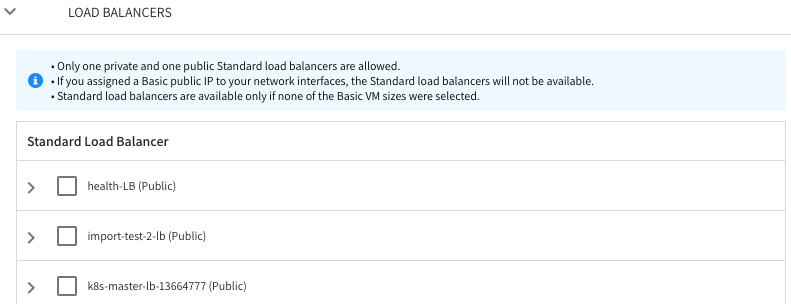 LOAD BALANCERS
• Only one private and one public Standard load balancers are allowed.
• If you assigned a Basic public IP to your network interfaces, the Standard load balancers will not be available.
• Standard load balancers are available only if none of the Basic VM sizes were selected.
Standard Load Balancer
health-LB (Public)
import-test-2-lb (Public)
k8s-master-lb-13664777 (Public)